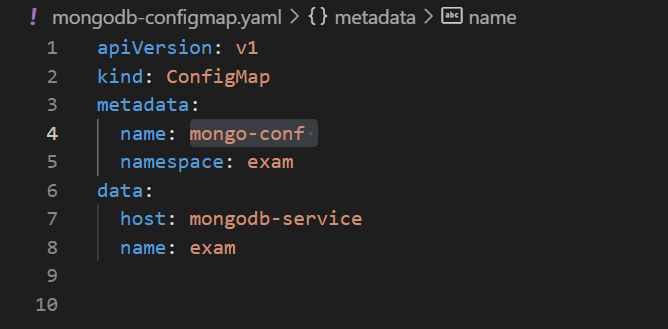 ! mongodb-configmap.yaml > {} metadata > abc name
1 apiVersion: v1
2 kind: ConfigMap
3 metadata:
4   name: mongo-conf
5   namespace: exam
6 data:
7   host: mongodb-service
8   name: exam
9
10